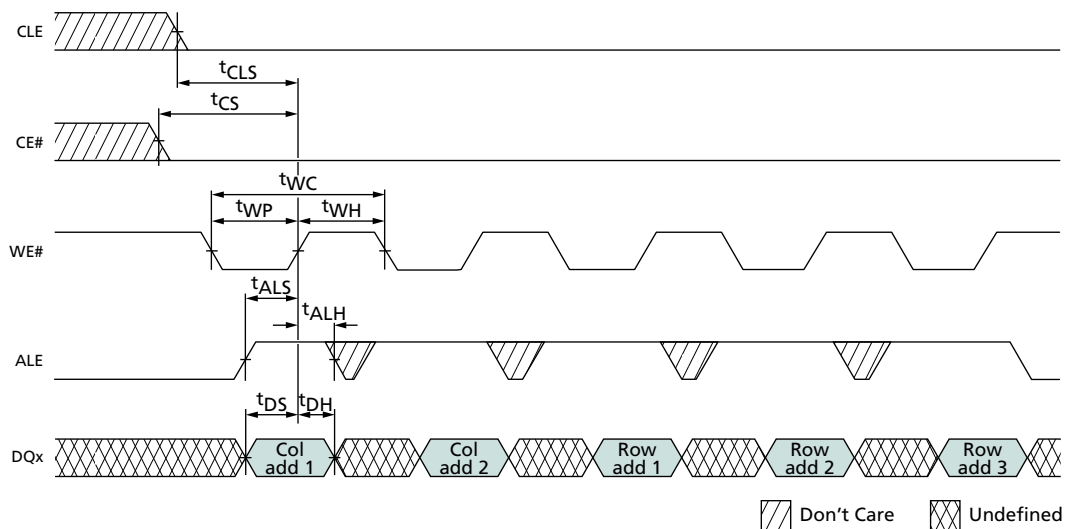 CLE
tCLS
tCS
CE#
tWC
tWP
tWH
WE#
tALS
tALH
ALE
tDS
tDH
DQx
Col
add 1
Col
add 2
Row
add 1
Row
add 2
Row
add 3
Don't Care
Undefined